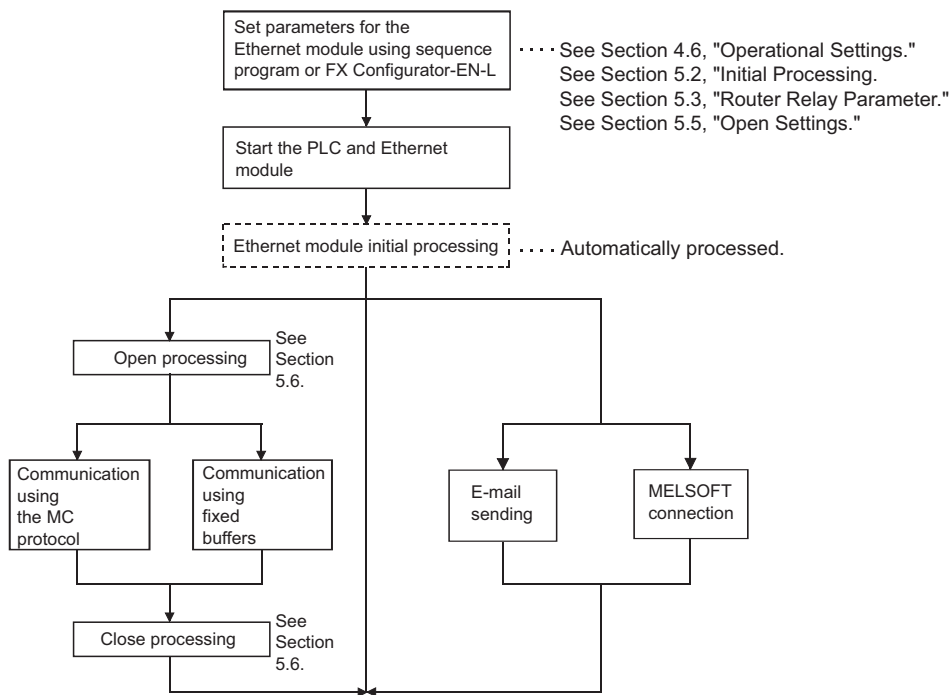 Set parameters for the
Ethernet module using sequence
program or FX Configurator-EN-L
See Section 4.6, "Operational Settings."
See Section 5.2, "Initial Processing.
See Section 5.3, "Router Relay Parameter."
See Section 5.5, "Open Settings."
Start the PLC and Ethernet
module
Ethernet module initial processing
Automatically processed.
Open processing
See
Section
5.6.
Communication
using
the MC
protocol
Communication
using
fixed
buffers
E-mail
sending
MELSOFT
connection
Close processing
See
Section
5.6.